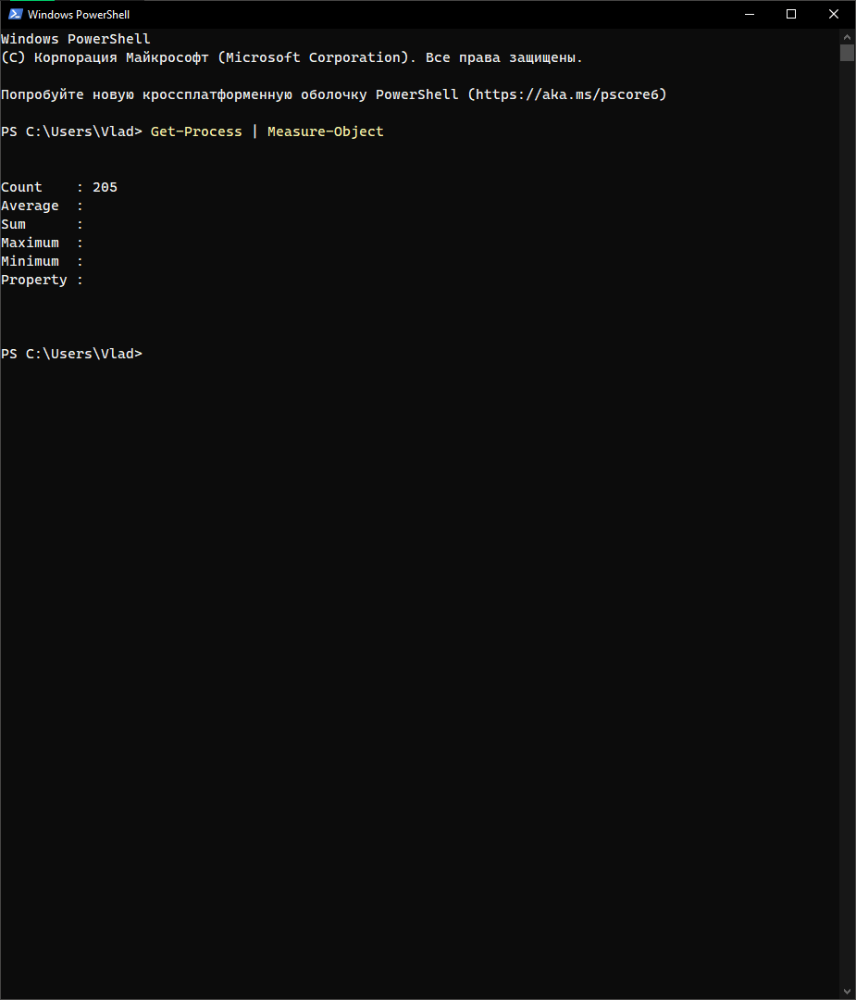 Windows PowerShell
Windows PowerShell
(C) Корпорация Майкрософт (Microsoft Corporation). Все права защищены.
Попробуйте новую кроссплатформенную оболочку PowerShell (https://aka.ms/pscore6)
PS C:\Users\Vlad> Get-Process | Measure-Object
Count    : 205
Average  :
Sum      :
Maximum  :
Minimum  :
Property :
PS C:\Users\Vlad>